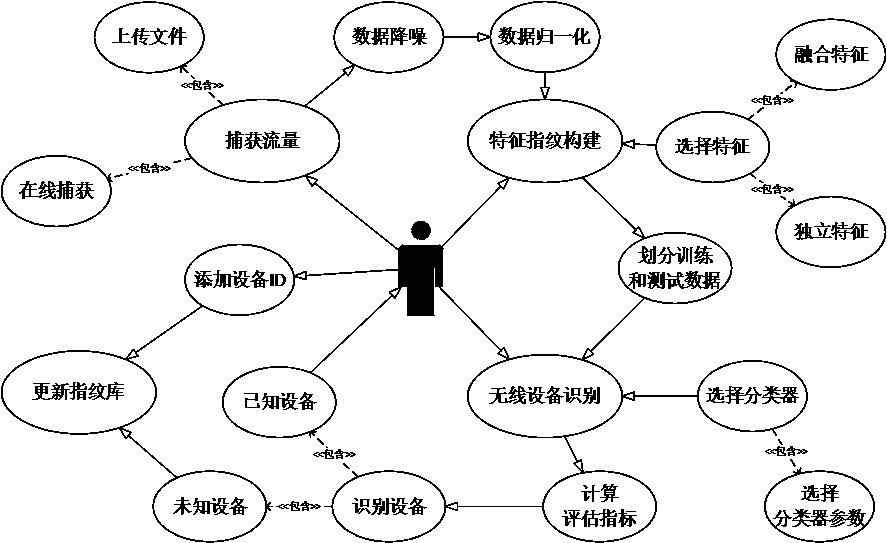 上传文件
数据降噪
数据归一化
融合特征
<<包含>>
<<包含>>
捕获流量
特征指纹构建
选择特征
<<包含>>
在线捕获
<<包含>>
独立特征
添加设备ID
划分训练
和测试数据
更新指纹库
已知设备
无线设备识别
选择分类器
<<包含>>
<<包含>>
未知设备
<<包含>>
识别设备
计算
评估指标
选择
分类器参数